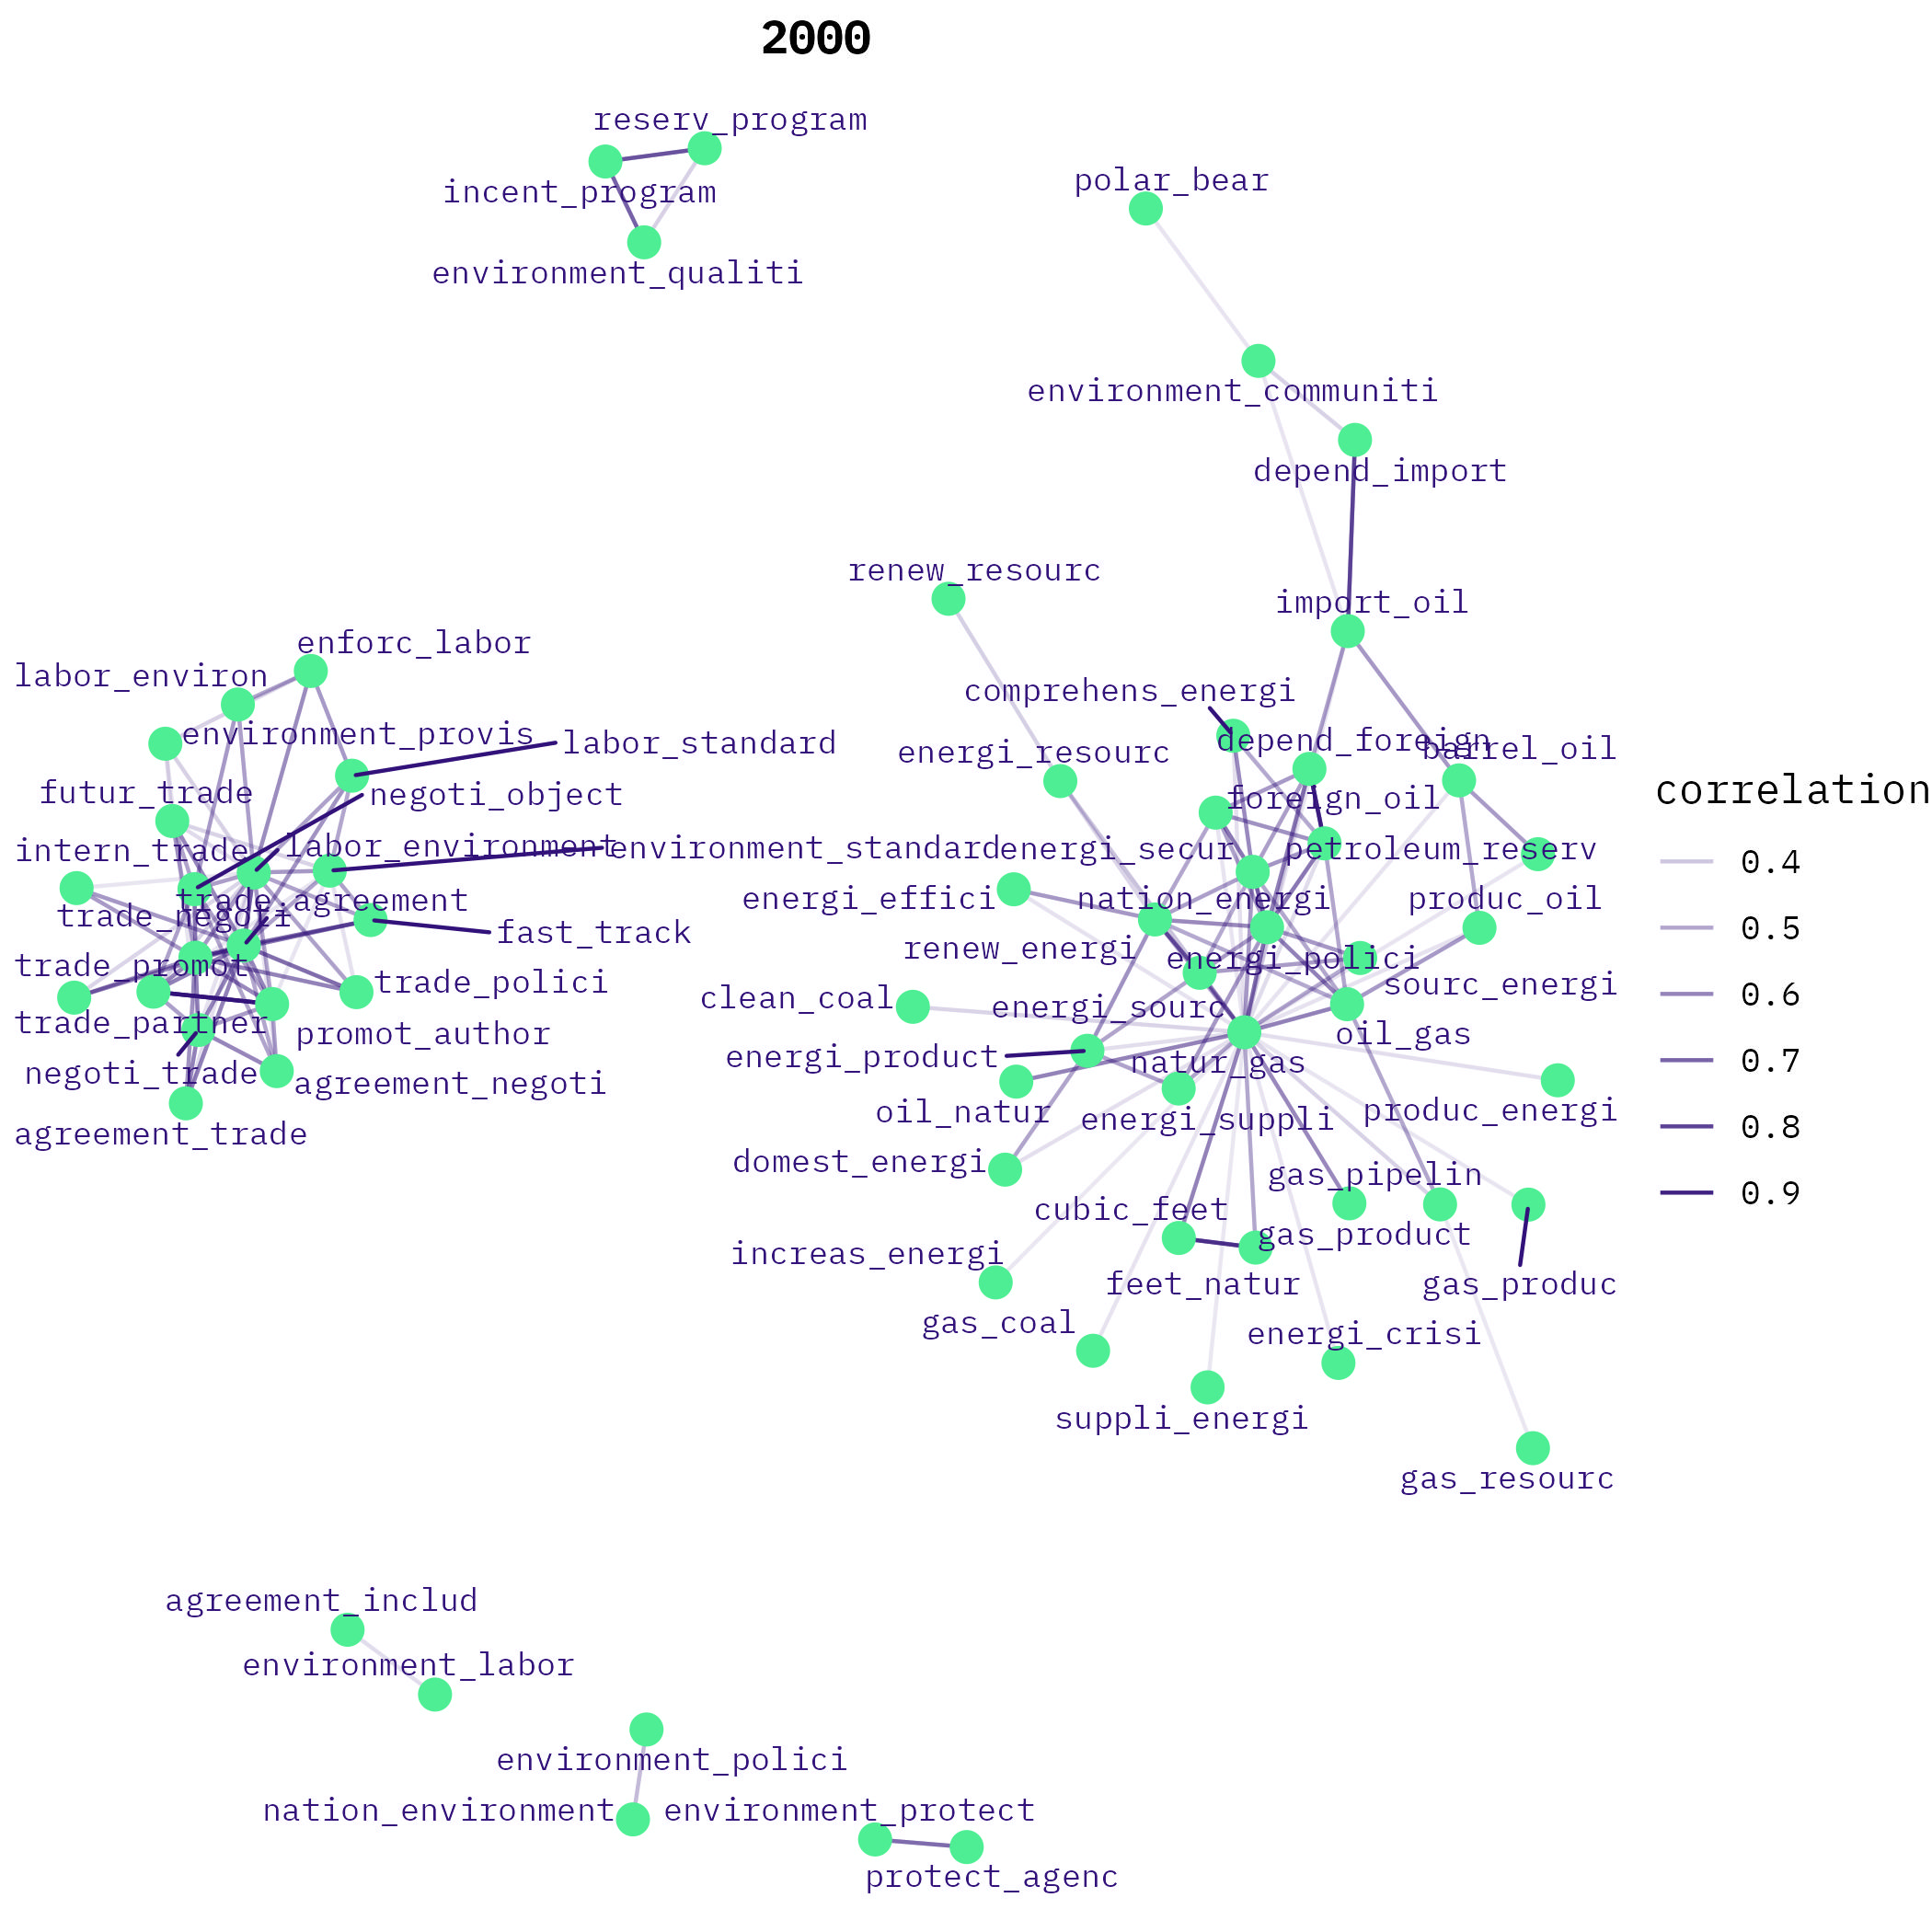 2000
reserv_program
incent_program
environment_qualiti
polar_bear
environment_communiti
depend_import
renew_resourc
import_oil
enforc_labor
labor_environ
comprehens_energi
environment_provis
labor_standard
energi_resourc
depend_foreign
barrel_oil
futur_trade
negoti_object
foreign_oil
correlation
intern_trade
labor_environment
environment_standard
energi_secur
petroleum_reserv
0.4
trade_agreement
trade_negoti
energi_effici
nation_energi
produc_oil
fast_track
0.5
renew_energi
trade_promot
energi_polici
trade_polici
sourc_energi
0.6
clean_coal
energi_sourc
trade_partner
promot_author
oil_gas
negoti_trade
energi_product
natur_gas
0.7
agreement_negoti
oil_natur
energi_suppli
produc_energi
agreement_trade
0.8
domest_energi
gas_pipelin
0.9
cubic_feet
gas_product
increas_energi
feet_natur
gas_produc
gas_coal
energi_crisi
suppli_energi
gas_resourc
agreement_includ
environment_labor
environment_polici
nation_environment
environment_protect
protect_agenc